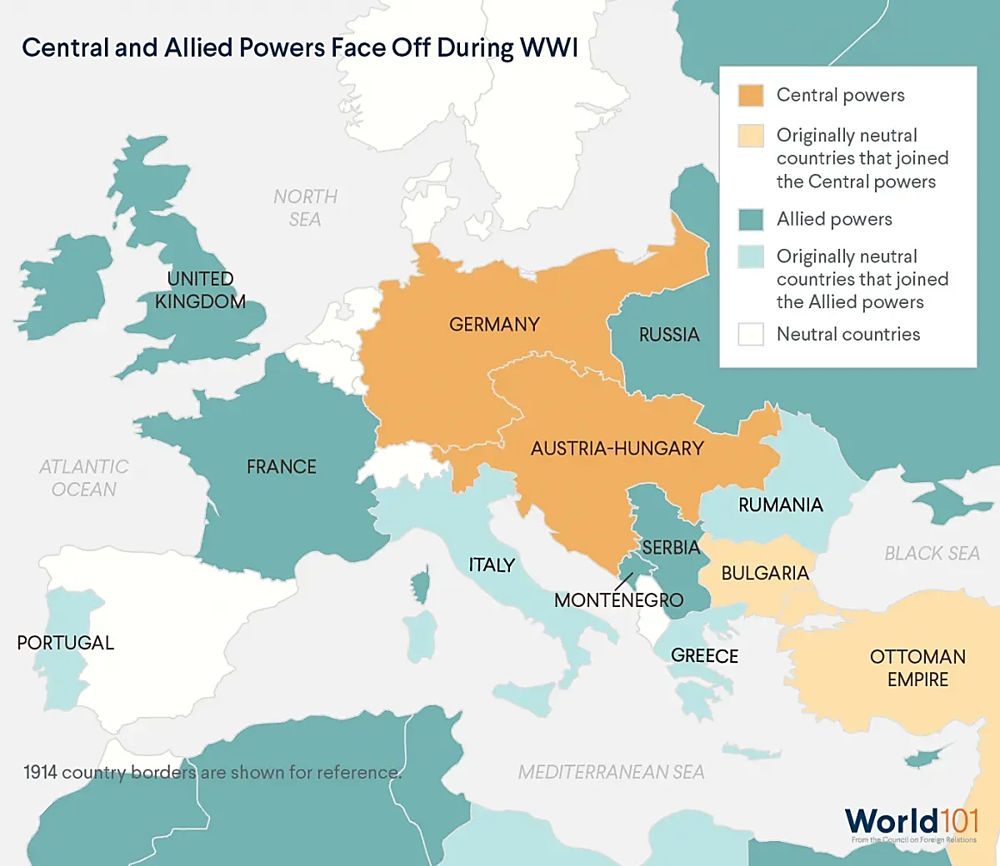 Central and Allied Powers Face Off During WWI
Central powers
Originally neutral
countries that joined
the Central powers
Allied powers
Originally neutral
countries that joined
the Allied powers
Neutral countries
NORTH
SEA
UNITED
KINGDOM
GERMANY
RUSSIA
ATLANTIC
OCEAN
FRANCE
AUSTRIA-HUNGARY
RUMANIA
SERBIA
BLACK SEA
ITALY
BULGARIA
MONTENEGRO
PORTUGAL
GREECE
OTTOMAN
EMPIRE
1914 country borders are shown for reference.
MEDITERRANEAN SEA
World101
From the Council on Foreign Relations